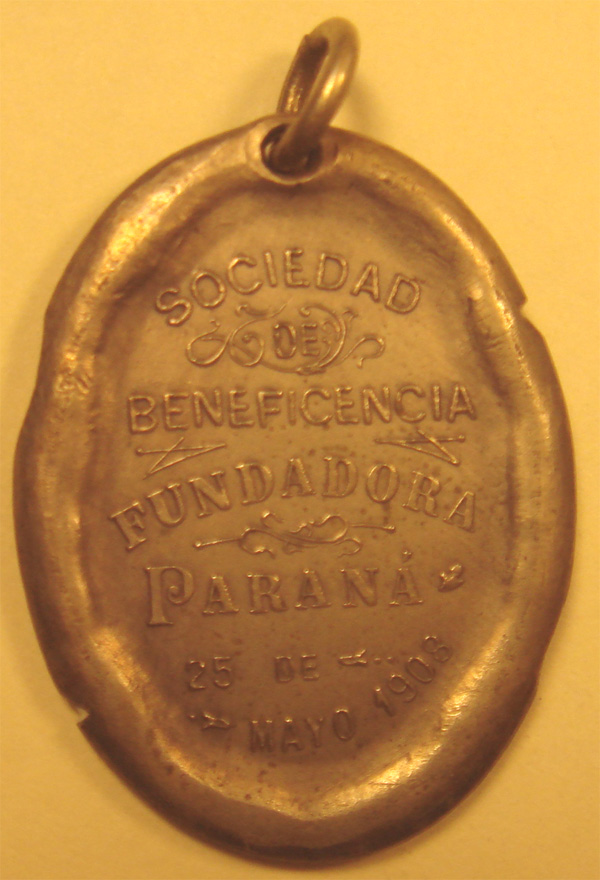 SOCIEDAD
DE
BENEFICENCIA
FUNDADORA
PARANÁ
25 DE
MAYO 1908